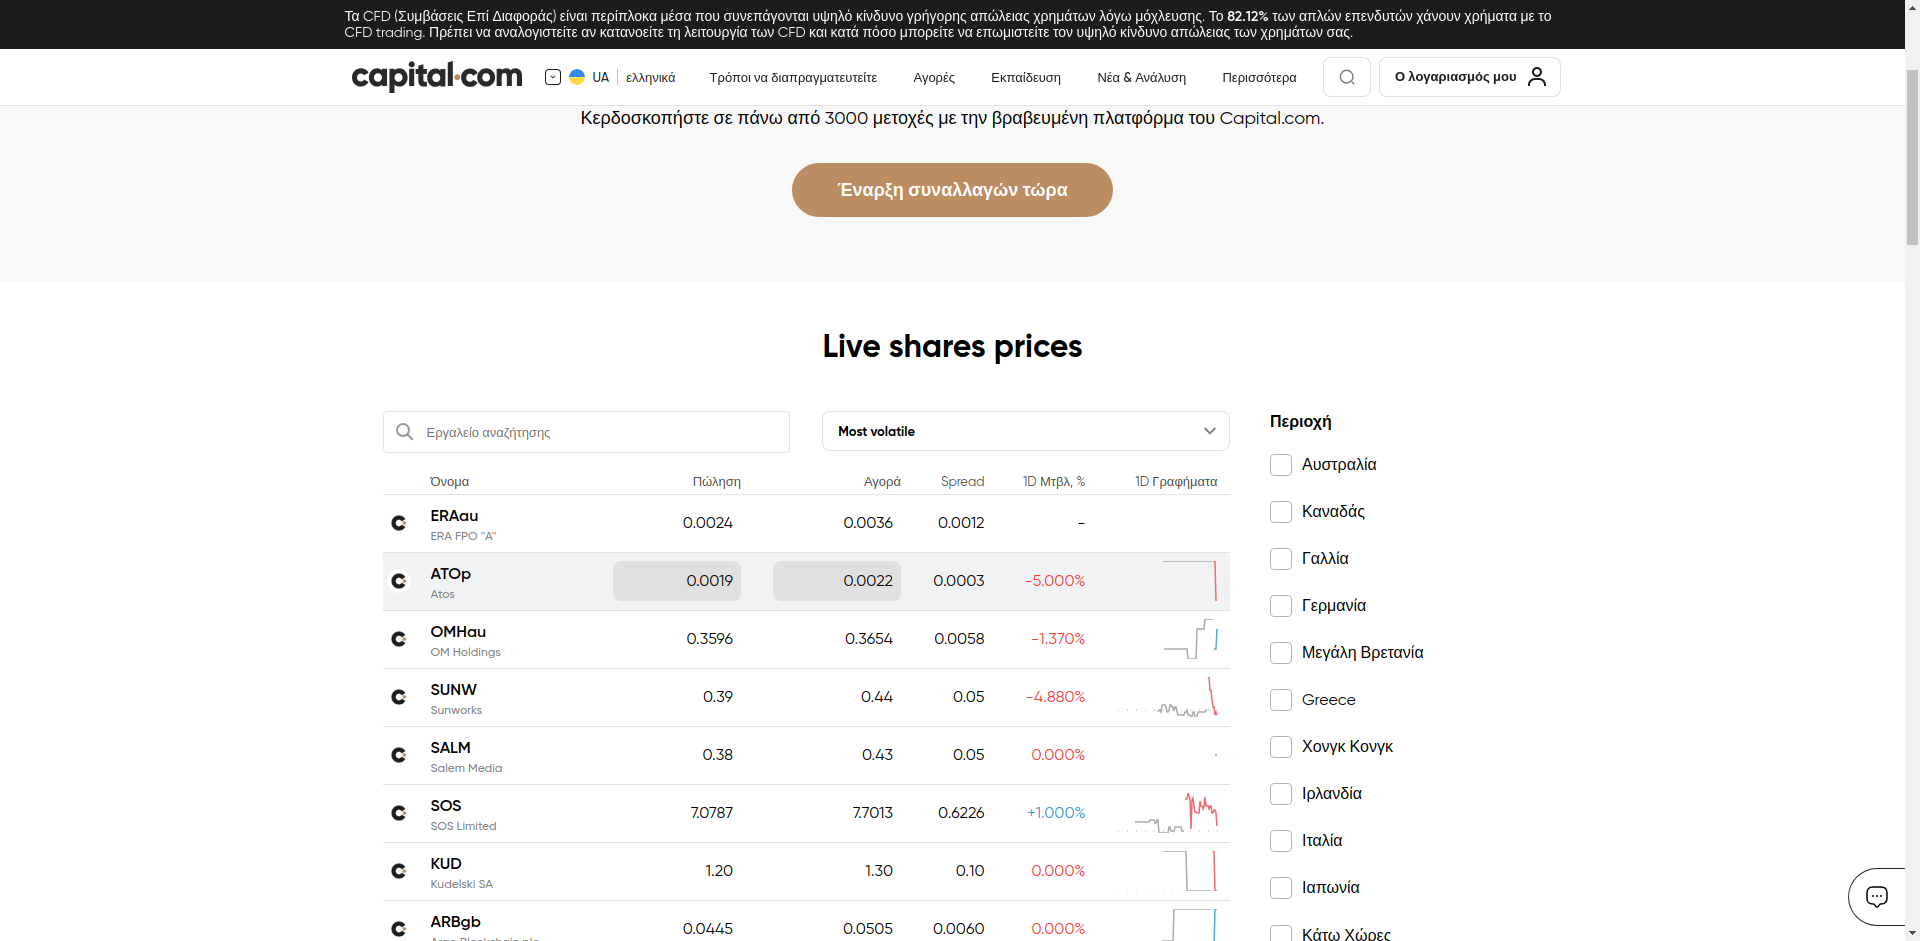 Τα CFD (Συμβάσεις Επί Διαφοράς) είναι περίπλοκα μέσα που συνεπάγονται υψηλό κίνδυνο γρήγορης απώλειας χρημάτων λόγω μόχλευσης. Το 82.12% των απλών επενδυτών χάνουν χρήματα με το
CFD trading. Πρέπει να αναλογιστείτε αν κατανοείτε τη λειτουργία των CFD και κατά πόσο μπορείτε να επωμιστείτε τον υψηλό κίνδυνο απώλειας των χρημάτων σας.
capital.com UA ελληνικά Τρόποι να διαπραγματευτείτε Αγορές Εκπαίδευση Νέα & Ανάλυση Περισσότερα Ο λογαριασμός μου
Κερδοσκοπήστε σε πάνω από 3000 μετοχές με την βραβευμένη πλατφόρμα του Capital.com.
Έναρξη συναλλαγών τώρα
Live shares prices
Εργαλείο αναζήτησης
Most volatile
Όνομα Πώληση Αγορά Spread 1D Μτβλ, % 1D Γραφήματα
ERAau 0.0024 0.0036 0.0012 -
ERA FPO "A"
ATOp 0.0019 0.0022 0.0003 -5.000%
Atos
OMHau 0.3596 0.3654 0.0058 -1.370%
OM Holdings
SUNW 0.39 0.44 0.05 -4.880%
Sunworks
SALM 0.38 0.43 0.05 0.000%
Salem Media
SOS 7.0787 7.7013 0.6226 +1.000%
SOS Limited
KUD 1.20 1.30 0.10 0.000%
Kudelski SA
ARBgb 0.0445 0.0505 0.0060 0.000%
Argo Blockchain plc
Περιοχή
Αυστραλία
Καναδάς
Γαλλία
Γερμανία
Μεγάλη Βρετανία
Greece
Χονγκ Κονγκ
Ιρλανδία
Ιταλία
Ιαπωνία
Κάτω Χώρες